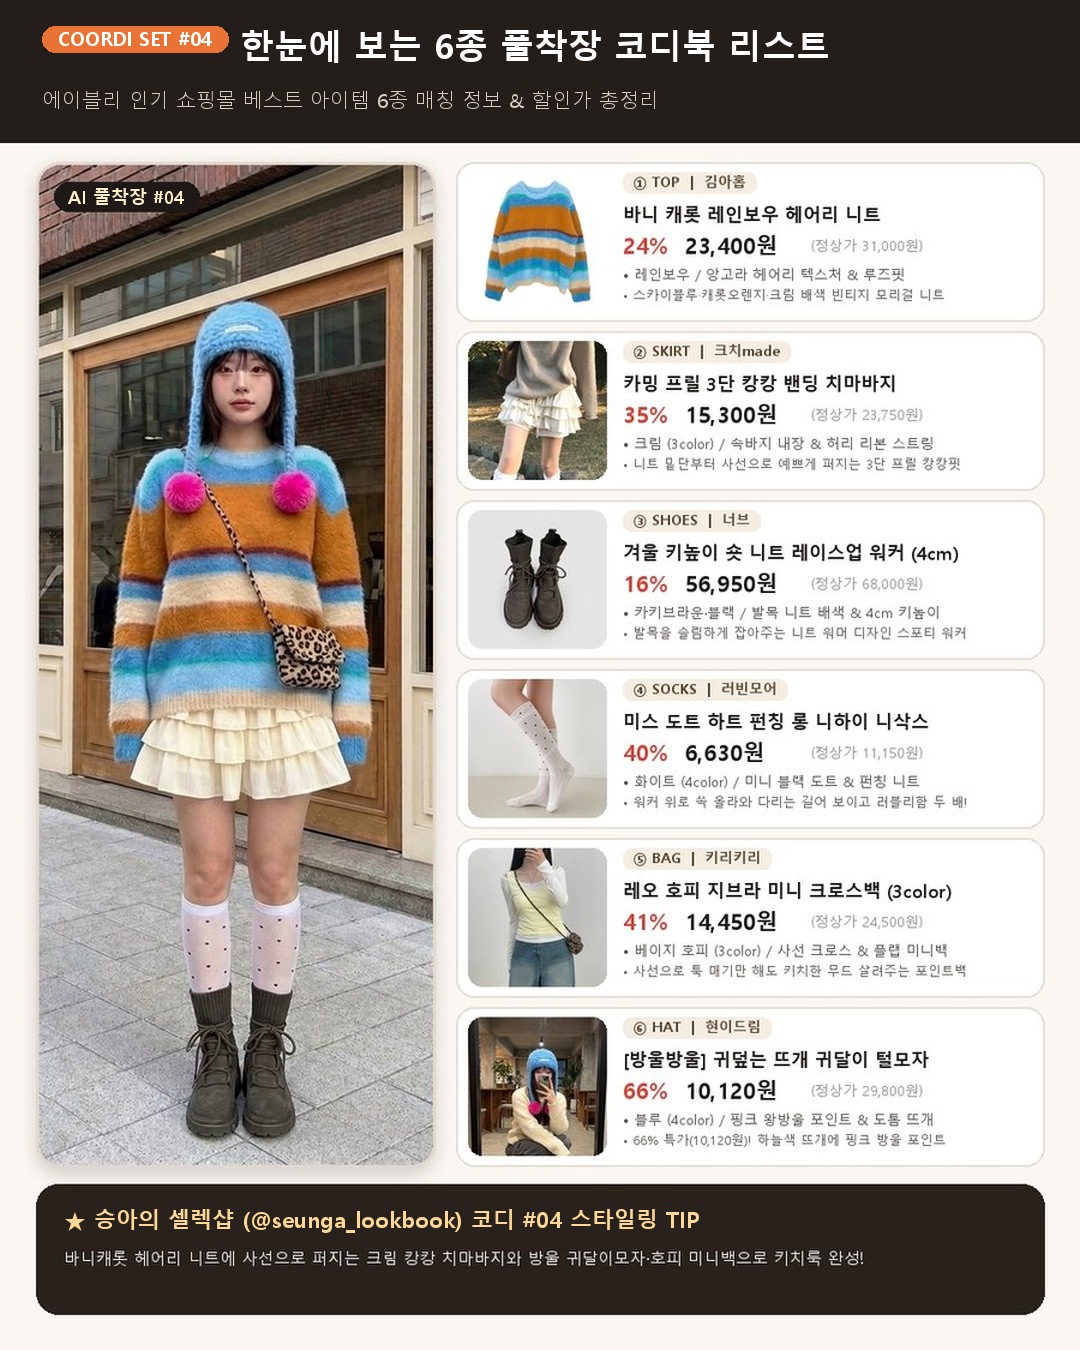 COORDI SET #04 한눈에 보는 6종 풀착장 코디북 리스트
에이블리 인기 쇼핑몰 베스트 아이템 6종 매칭 정보 & 할인가 총정리
AI 풀착장 #04
① TOP | 김아홉
바니 캐롯 레인보우 헤어리 니트
24% 23,400원 (정상가 31,000원)
• 레인보우 / 앙고라 헤어리 텍스처 & 루즈핏
• 스카이블루·캐롯오렌지·크림 배색 빈티지 모리걸 니트
② SKIRT | 크치made
카밍 프릴 3단 캉캉 밴딩 치마바지
35% 15,300원 (정상가 23,750원)
• 크림 (3color) / 속바지 내장 & 허리 리본 스트링
• 니트 밑단부터 사선으로 예쁘게 퍼지는 3단 프릴 캉캉핏
③ SHOES | 너브
겨울 키높이 숏 니트 레이스업 워커 (4cm)
16% 56,950원 (정상가 68,000원)
• 카키브라운·블랙 / 발목 니트 배색 & 4cm 키높이
• 발목을 슬림하게 잡아주는 니트 워머 디자인 스포티 워커
④ SOCKS | 러빈모어
미스 도트 하트 펀칭 롱 니하이 니삭스
40% 6,630원 (정상가 11,150원)
• 화이트 (4color) / 미니 블랙 도트 & 펀칭 니트
• 워커 위로 쏙 올라와 다리는 길어 보이고 러블리함 두 배!
⑤ BAG | 키리키리
레오 호피 지브라 미니 크로스백 (3color)
41% 14,450원 (정상가 24,500원)
• 베이지 호피 (3color) / 사선 크로스 & 플랩 미니백
• 사선으로 툭 매기만 해도 키치한 무드 살려주는 포인트백
⑥ HAT | 현이드림
[방울방울] 귀덮는 뜨개 귀달이 털모자
66% 10,120원 (정상가 29,800원)
• 블루 (4color) / 핑크 왕방울 포인트 & 도톰 뜨개
• 66% 특가(10,120원)! 하늘색 뜨개에 핑크 방울 포인트
★ 승아의 셀렉샵 (@seunga_lookbook) 코디 #04 스타일링 TIP
바니캐롯 헤어리 니트에 사선으로 퍼지는 크림 캉캉 치마바지와 방울 귀달이모자·호피 미니백으로 키치룩 완성!